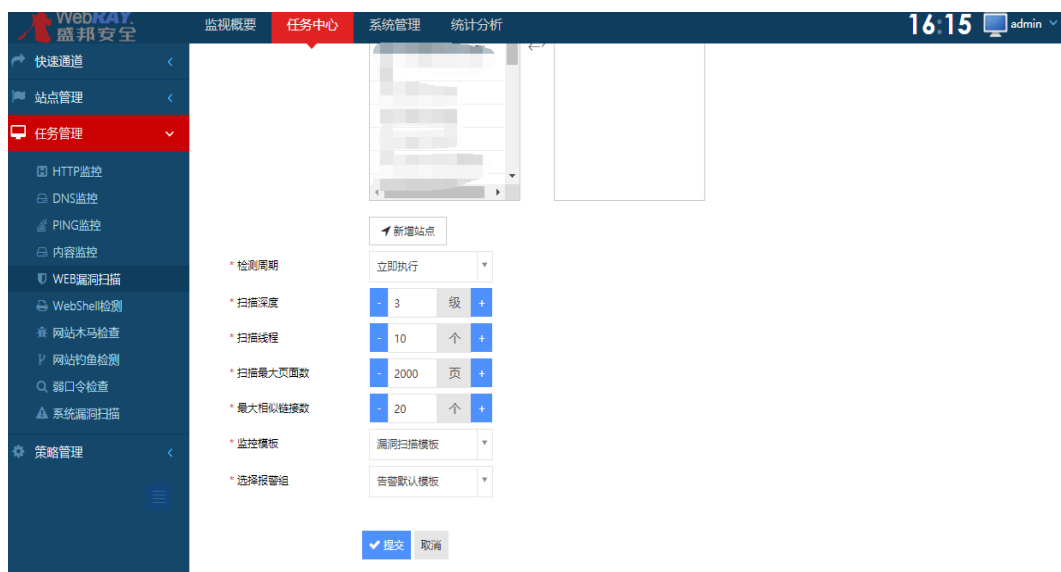 WebRAY.
盛邦安全
监视概要 任务中心 系统管理 统计分析
16:15 admin
快速通道
站点管理
任务管理
HTTP监控
DNS监控
PING监控
内容监控
WEB漏洞扫描
WebShell检测
网站木马检查
网站钓鱼检测
弱口令检查
系统漏洞扫描
策略管理
新增站点
* 检测周期 立即执行
* 扫描深度 - 3 级 +
* 扫描线程 - 10 个 +
* 扫描最大页面数 - 2000 页 +
* 最大相似链接数 - 20 个 +
* 监控模板 漏洞扫描模板
* 选择报警组 告警默认模板
提交 取消